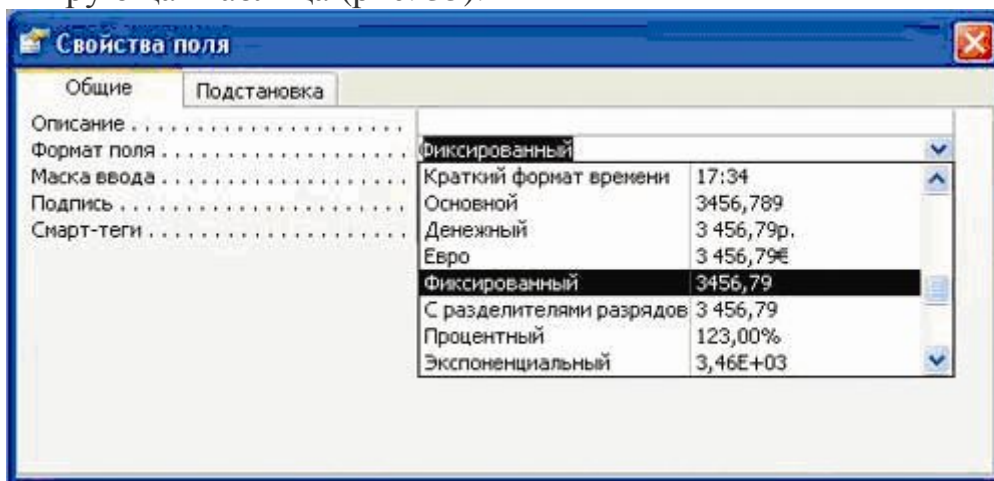 Свойства поля
Общие Подстановка
Описание
Формат поля Фиксированный
Маска ввода Краткий формат времени 17:34
Подпись Основной 3456,789
Смарт-теги Денежный 3 456,79р.
Евро 3 456,79€
Фиксированный 3456,79
С разделителями разрядов 3 456,79
Процентный 123,00%
Экспоненциальный 3,46E+03